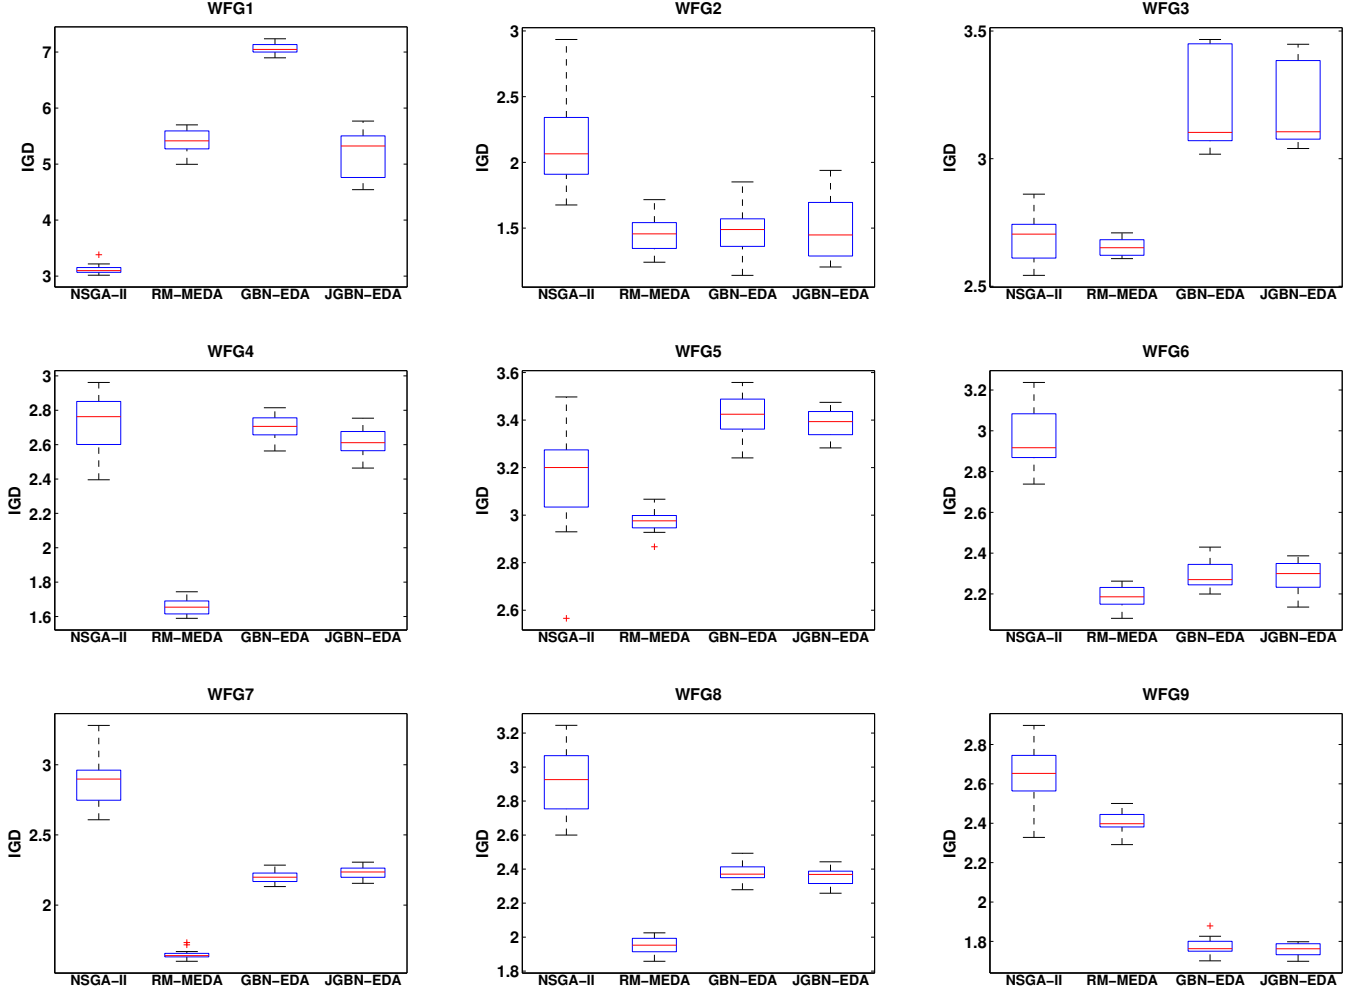 WFG1
7
6
5
4
3
IGD
NSGA-II RM-MEDA GBN-EDA JGBN-EDA
WFG2
3
2.5
2
1.5
IGD
NSGA-II RM-MEDA GBN-EDA JGBN-EDA
WFG3
3.5
3
2.5
IGD
NSGA-II RM-MEDA GBN-EDA JGBN-EDA
WFG4
3
2.8
2.6
2.4
2.2
2
1.8
1.6
IGD
NSGA-II RM-MEDA GBN-EDA JGBN-EDA
WFG5
3.6
3.4
3.2
3
2.8
2.6
IGD
NSGA-II RM-MEDA GBN-EDA JGBN-EDA
WFG6
3.2
3
2.8
2.6
2.4
2.2
IGD
NSGA-II RM-MEDA GBN-EDA JGBN-EDA
WFG7
3
2.5
2
IGD
NSGA-II RM-MEDA GBN-EDA JGBN-EDA
WFG8
3.2
3
2.8
2.6
2.4
2.2
2
1.8
IGD
NSGA-II RM-MEDA GBN-EDA JGBN-EDA
WFG9
2.8
2.6
2.4
2.2
2
1.8
IGD
NSGA-II RM-MEDA GBN-EDA JGBN-EDA